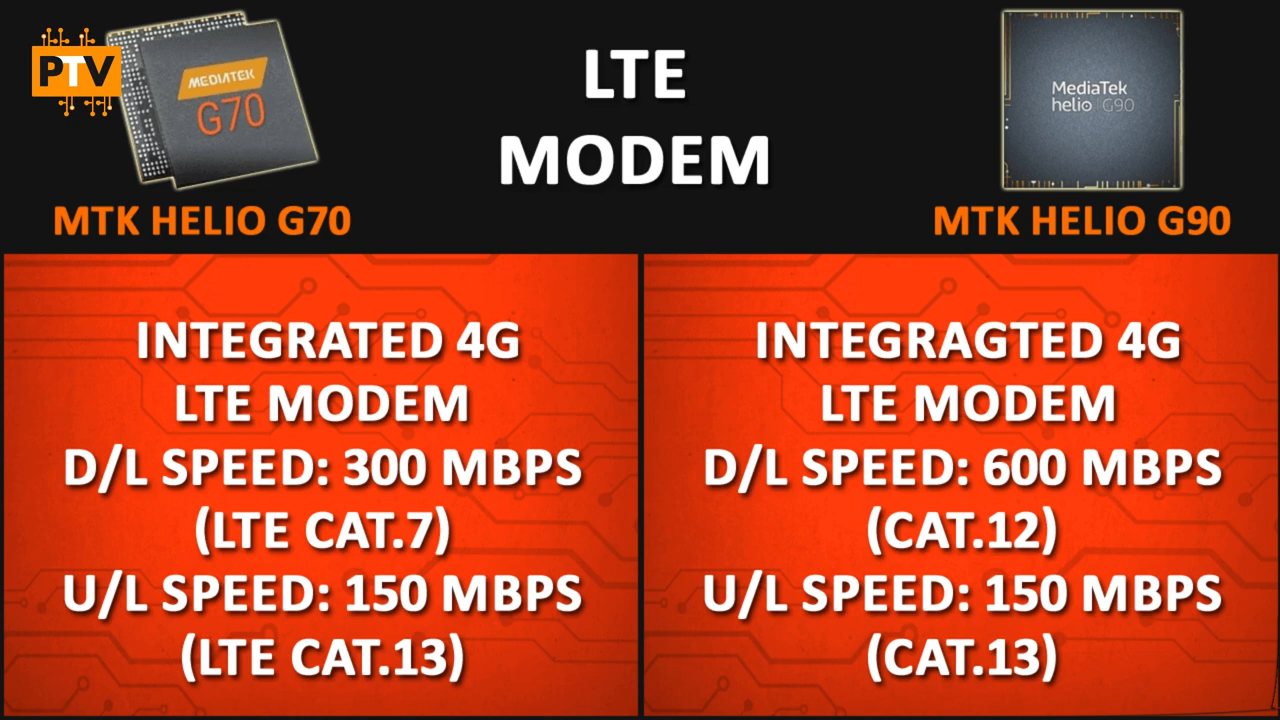 PTV
MEDIATEK
G70
LTE
MODEM
MediaTek
helio G90
MTK HELIO G70
MTK HELIO G90
INTEGRATED 4G
LTE MODEM
D/L SPEED: 300 MBPS
(LTE CAT.7)
U/L SPEED: 150 MBPS
(LTE CAT.13)
INTEGRAGTED 4G
LTE MODEM
D/L SPEED: 600 MBPS
(CAT.12)
U/L SPEED: 150 MBPS
(CAT.13)